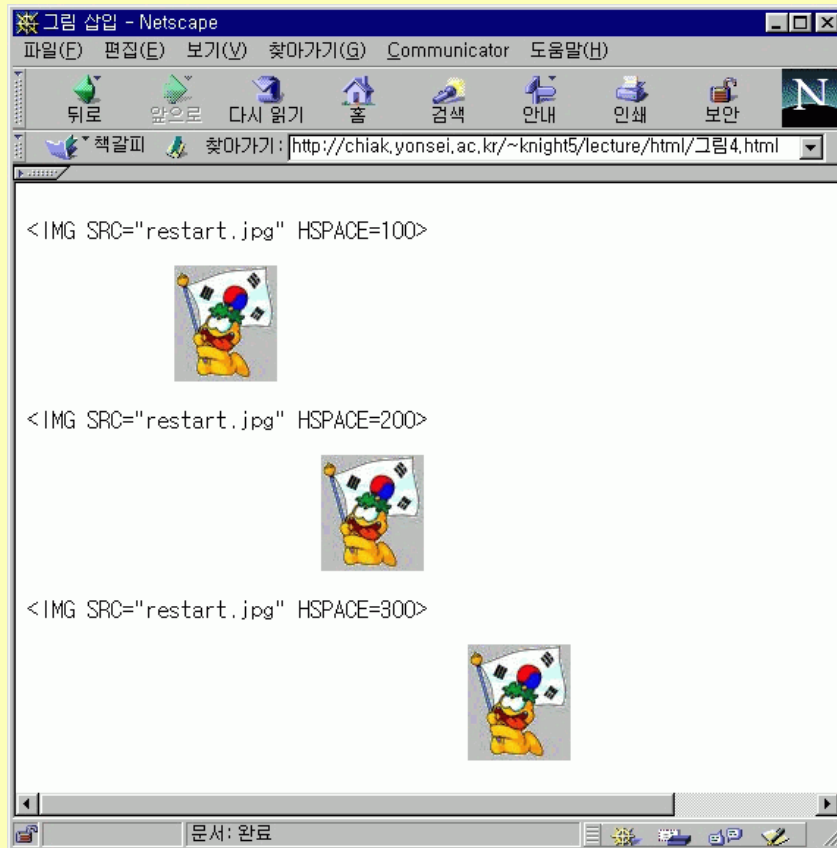 그림 삽입 - Netscape
파일(F) 편집(E) 보기(V) 찾아가기(G) Communicator 도움말(H)
뒤로 앞으로 다시 읽기 홈 검색 안내 인쇄 보안 N
책갈피 찾아가기: http://chiak.yonsei.ac.kr/~knight5/lecture/html/그림4.html
<IMG SRC="restart.jpg" HSPACE=100>
<IMG SRC="restart.jpg" HSPACE=200>
<IMG SRC="restart.jpg" HSPACE=300>
문서: 완료